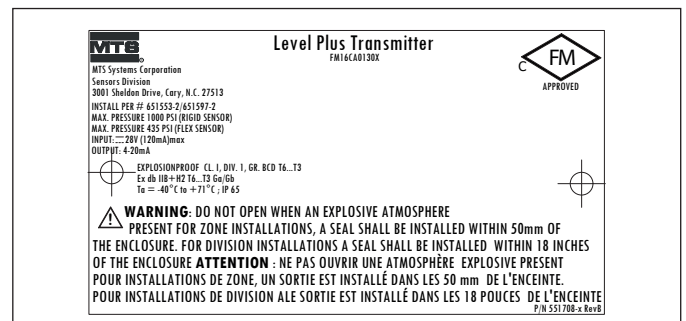 MTS
Level Plus Transmitter
FM16CA0130X
C FM
APPROVED
MTS Systems Corporation
Sensors Division
3001 Sheldon Drive, Cary, N.C. 27513
INSTALL PER # 651553-2/651597-2
MAX. PRESSURE 1000 PSI (RIGID SENSOR)
MAX. PRESSURE 435 PSI (FLEX SENSOR)
INPUT: ⎓ 28V (120mA)max
OUTPUT: 4-20mA
EXPLOSIONPROOF CL. I, DIV. 1, GR. BCD T6...T3
Ex db IIB+H2 T6...T3 Ga/Gb
Ta = -40°C to +71°C ; IP 65
WARNING: DO NOT OPEN WHEN AN EXPLOSIVE ATMOSPHERE
PRESENT FOR ZONE INSTALLATIONS, A SEAL SHALL BE INSTALLED WITHIN 50mm OF
THE ENCLOSURE. FOR DIVISION INSTALLATIONS A SEAL SHALL BE INSTALLED WITHIN 18 INCHES
OF THE ENCLOSURE ATTENTION : NE PAS OUVRIR UNE ATMOSPHÈRE EXPLOSIVE PRESENT
POUR INSTALLATIONS DE ZONE, UN SORTIE EST INSTALLÉ DANS LES 50 mm DE L'ENCEINTE.
POUR INSTALLATIONS DE DIVISION ALE SORTIE EST INSTALLÉ DANS LES 18 POUCES DE L'ENCEINTE
P/N 551708-x RevB